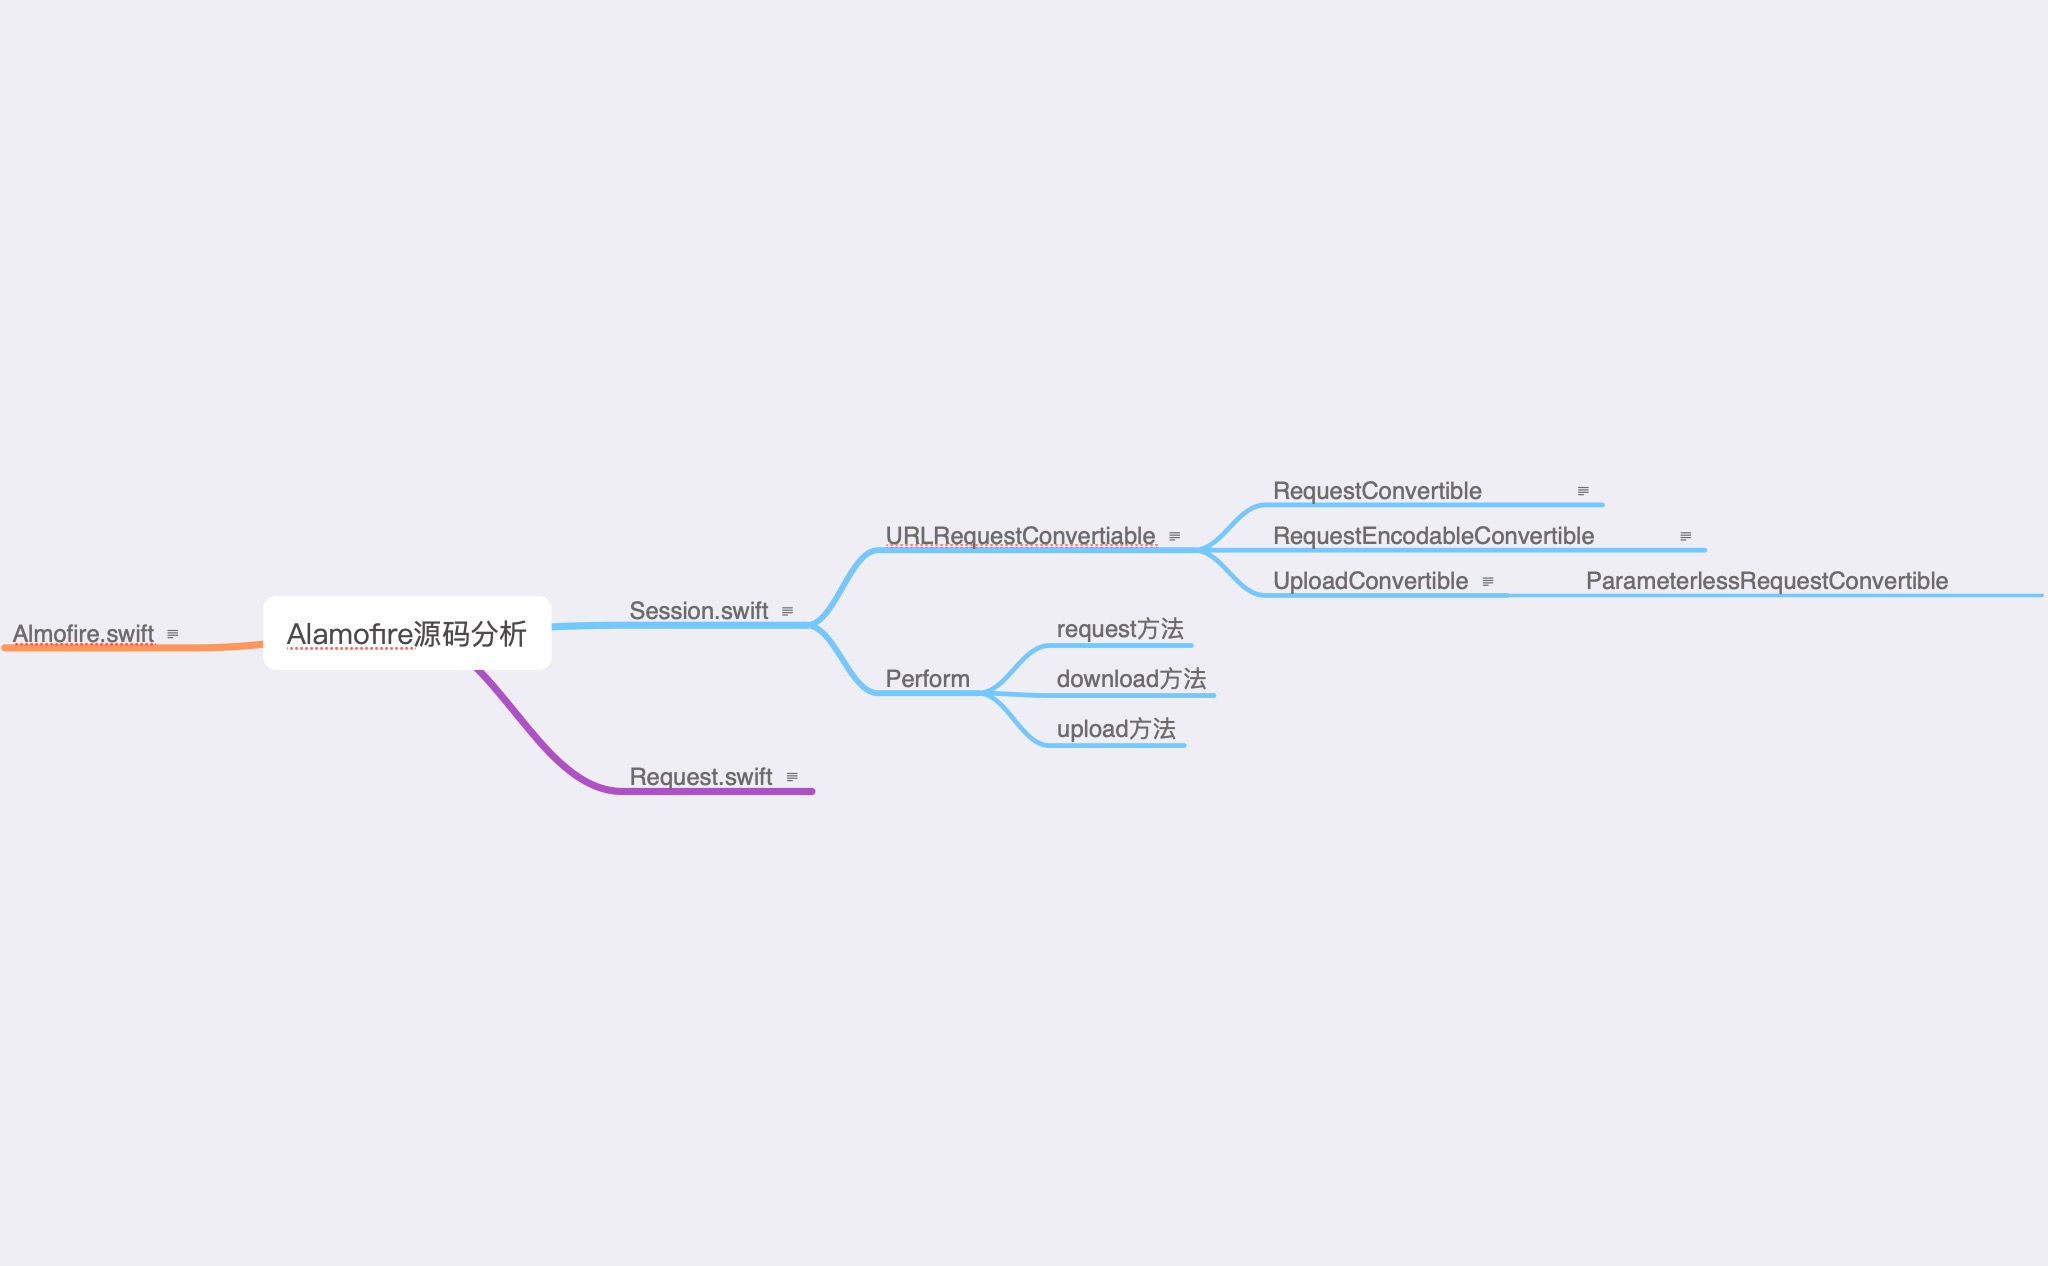 Almofire.swift
Alamofire源码分析
Session.swift
URLRequestConvertiable
RequestConvertible
RequestEncodableConvertible
UploadConvertible
ParameterlessRequestConvertible
Perform
request方法
download方法
upload方法
Request.swift